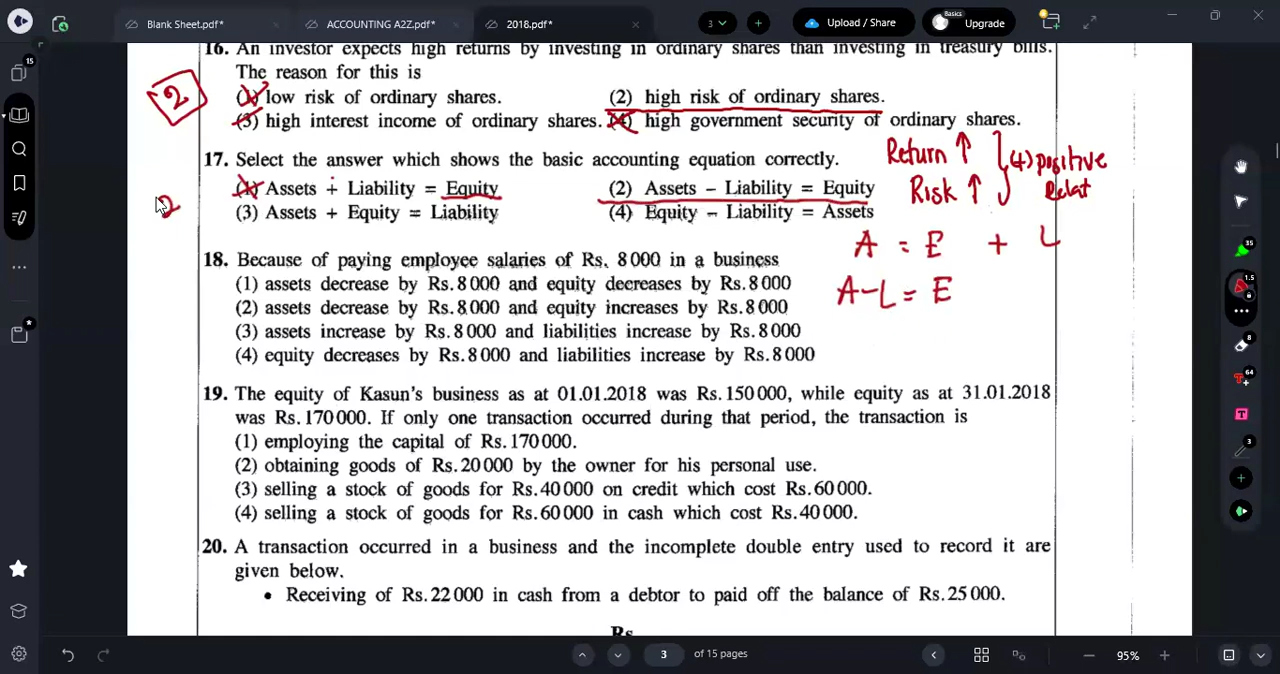 Blank Sheet.pdf*
ACCOUNTING A2Z.pdf*
2018.pdf*
3
Upload / Share
Basics
Upgrade
8
15
16. An investor expects high returns by investing in ordinary shares than investing in treasury bills.
The reason for this is
2
(1) low risk of ordinary shares.
(2) high risk of ordinary shares.
(3) high interest income of ordinary shares.
(4) high government security of ordinary shares.
17. Select the answer which shows the basic accounting equation correctly.
Return ↑
Risk ↑
(+) positive
Relat
2
(1) Assets + Liability = Equity
(2) Assets − Liability = Equity
(3) Assets + Equity = Liability
(4) Equity − Liability = Assets
A = E + L
A−L = E
18. Because of paying employee salaries of Rs. 8 000 in a business
(1) assets decrease by Rs. 8 000 and equity decreases by Rs. 8 000
(2) assets decrease by Rs. 8 000 and equity increases by Rs. 8 000
(3) assets increase by Rs. 8 000 and liabilities increase by Rs. 8 000
(4) equity decreases by Rs. 8 000 and liabilities increase by Rs. 8 000
19. The equity of Kasun's business as at 01.01.2018 was Rs. 150 000, while equity as at 31.01.2018
was Rs. 170 000. If only one transaction occurred during that period, the transaction is
(1) employing the capital of Rs. 170 000.
(2) obtaining goods of Rs. 20 000 by the owner for his personal use.
(3) selling a stock of goods for Rs. 40 000 on credit which cost Rs. 60 000.
(4) selling a stock of goods for Rs. 60 000 in cash which cost Rs. 40 000.
20. A transaction occurred in a business and the incomplete double entry used to record it are
given below.
• Receiving of Rs. 22 000 in cash from a debtor to paid off the balance of Rs. 25 000.
Rs
35
1.5
8
64
3
3
of 15 pages
95%